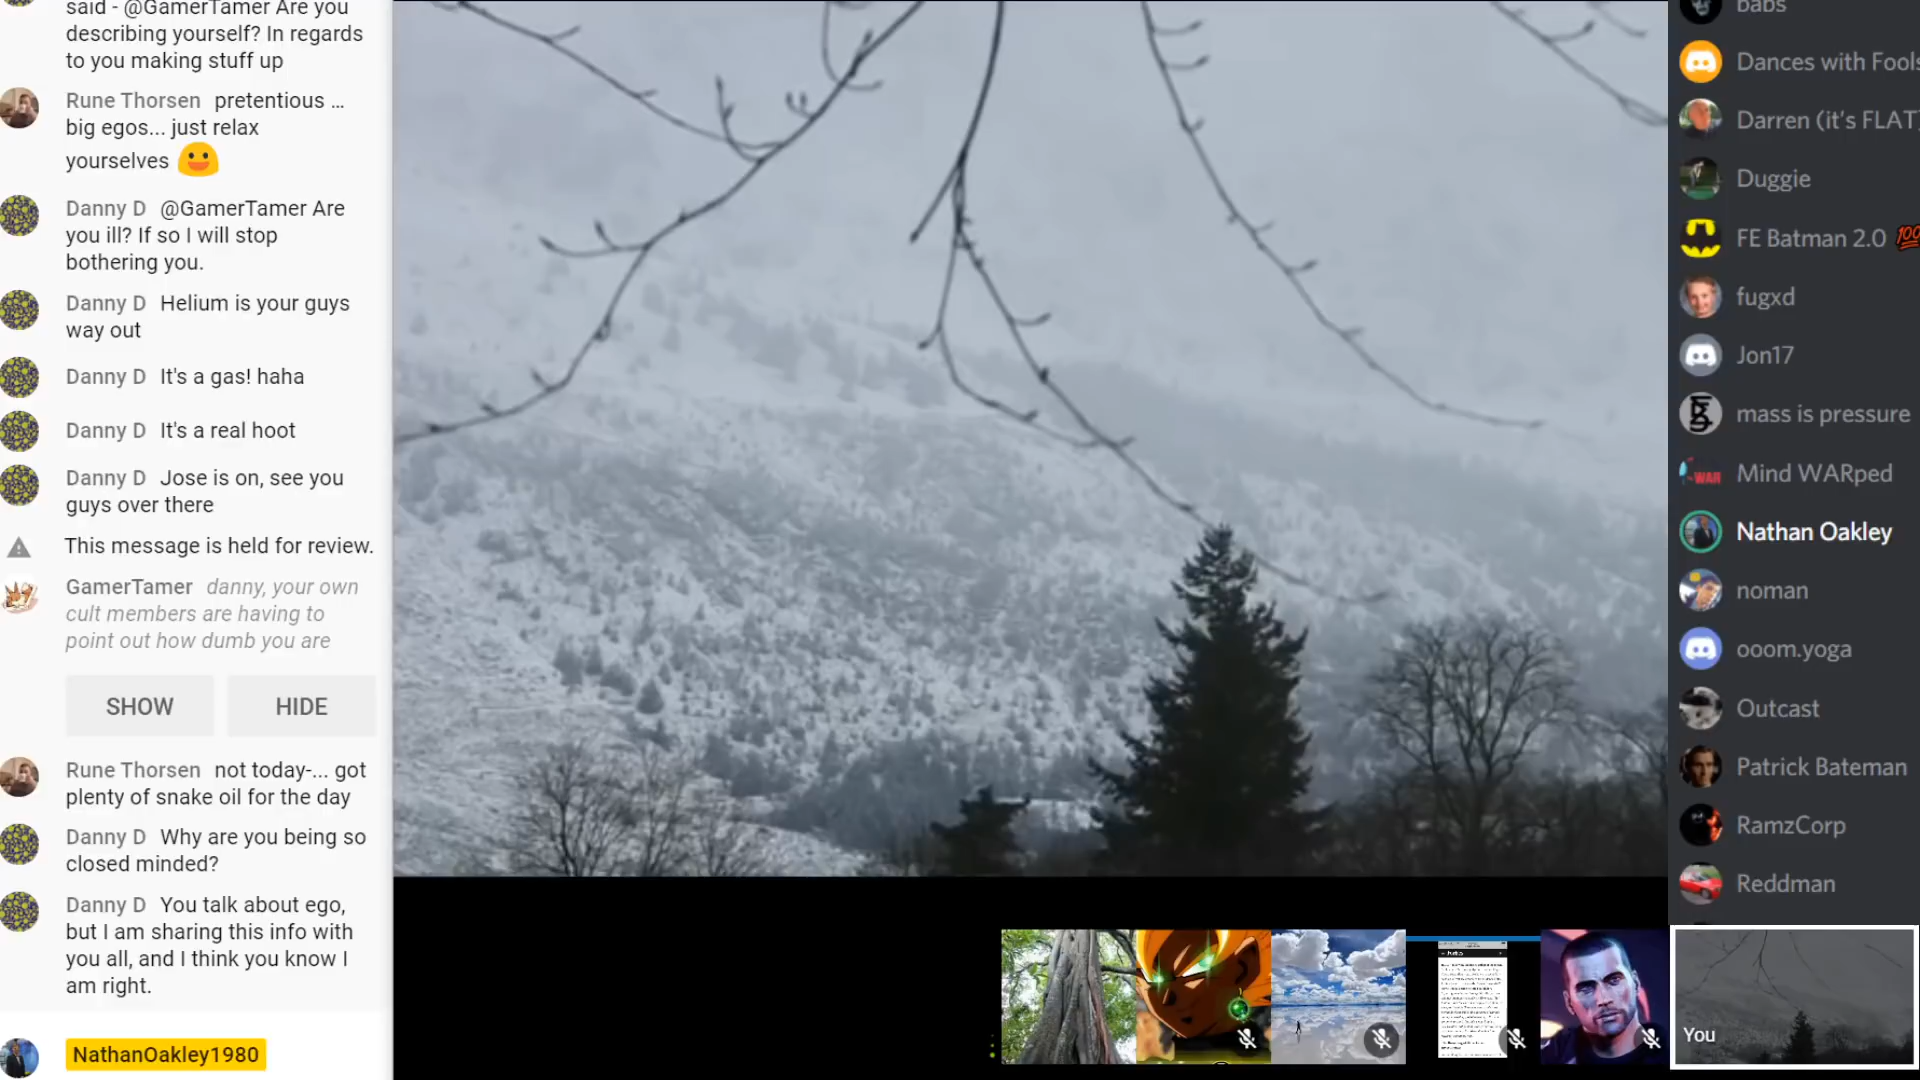 said - @GamerTamer Are you
describing yourself? In regards
to you making stuff up
Rune Thorsen pretentious ...
big egos... just relax
yourselves
Danny D @GamerTamer Are
you ill? If so I will stop
bothering you.
Danny D Helium is your guys
way out
Danny D It's a gas! haha
Danny D It's a real hoot
Danny D Jose is on, see you
guys over there
This message is held for review.
GamerTamer danny, your own
cult members are having to
point out how dumb you are
SHOW HIDE
Rune Thorsen not today-... got
plenty of snake oil for the day
Danny D Why are you being so
closed minded?
Danny D You talk about ego,
but I am sharing this info with
you all, and I think you know I
am right.
NathanOakley1980
babs
Dances with Fools
Darren (it's FLAT)
Duggie
FE Batman 2.0 💯
fugxd
Jon17
mass is pressure
WAR
Mind WARped
Nathan Oakley
noman
ooom.yoga
Outcast
Patrick Bateman
RamzCorp
Reddman
You